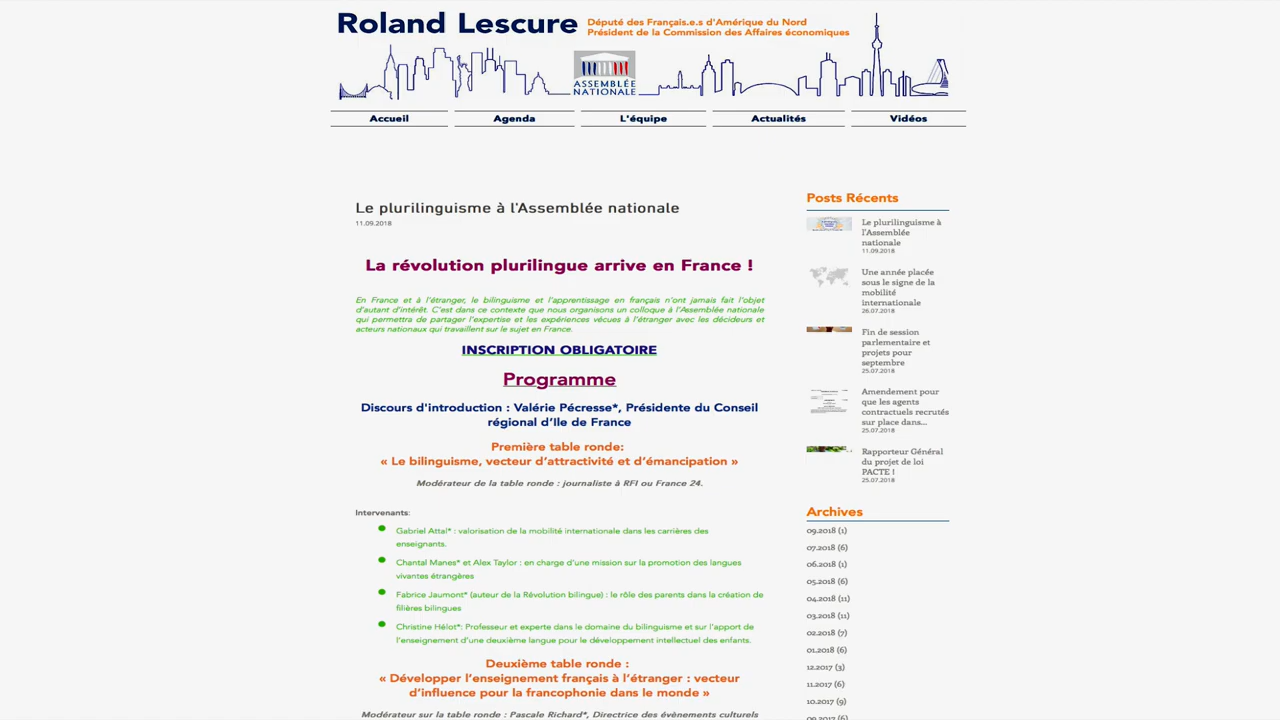 Roland Lescure
Député des Français.e.s d'Amérique du Nord
Président de la Commission des Affaires économiques
ASSEMBLÉE
NATIONALE
Accueil
Agenda
L'équipe
Actualités
Vidéos
Le plurilinguisme à l'Assemblée nationale
11.09.2018
La révolution plurilingue arrive en France !
En France et à l'étranger, le bilinguisme et l'apprentissage en français n'ont jamais fait l'objet
d'autant d'intérêt. C'est dans ce contexte que nous organisons un colloque à l'Assemblée nationale
qui permettra de partager l'expertise et les expériences vécues à l'étranger avec les décideurs et
acteurs nationaux qui travaillent sur le sujet en France.
INSCRIPTION OBLIGATOIRE
Programme
Discours d'introduction : Valérie Pécresse*, Présidente du Conseil
régional d'Ile de France
Première table ronde:
« Le bilinguisme, vecteur d'attractivité et d'émancipation »
Modérateur de la table ronde : journaliste à RFI ou France 24.
Intervenants:
Gabriel Attal* : valorisation de la mobilité internationale dans les carrières des
enseignants.
Chantal Manes* et Alex Taylor : en charge d'une mission sur la promotion des langues
vivantes étrangères
Fabrice Jaumont* (auteur de la Révolution bilingue) : le rôle des parents dans la création de
filières bilingues
Christine Hélot*: Professeur et experte dans le domaine du bilinguisme et sur l'apport de
l'enseignement d'une deuxième langue pour le développement intellectuel des enfants.
Deuxième table ronde :
« Développer l'enseignement français à l'étranger : vecteur
d'influence pour la francophonie dans le monde »
Modérateur sur la table ronde : Pascale Richard*, Directrice des évènements culturels
Posts Récents
Le plurilinguisme à
l'Assemblée
nationale
11.09.2018
Une année placée
sous le signe de la
mobilité
internationale
26.07.2018
Fin de session
parlementaire et
projets pour
septembre
25.07.2018
Amendement pour
que les agents
contractuels recrutés
sur place dans...
25.07.2018
Rapporteur Général
du projet de loi
PACTE !
25.07.2018
Archives
09.2018 (1)
07.2018 (6)
06.2018 (1)
05.2018 (6)
04.2018 (11)
03.2018 (11)
02.2018 (7)
01.2018 (6)
12.2017 (3)
11.2017 (6)
10.2017 (9)
09.2017 (6)